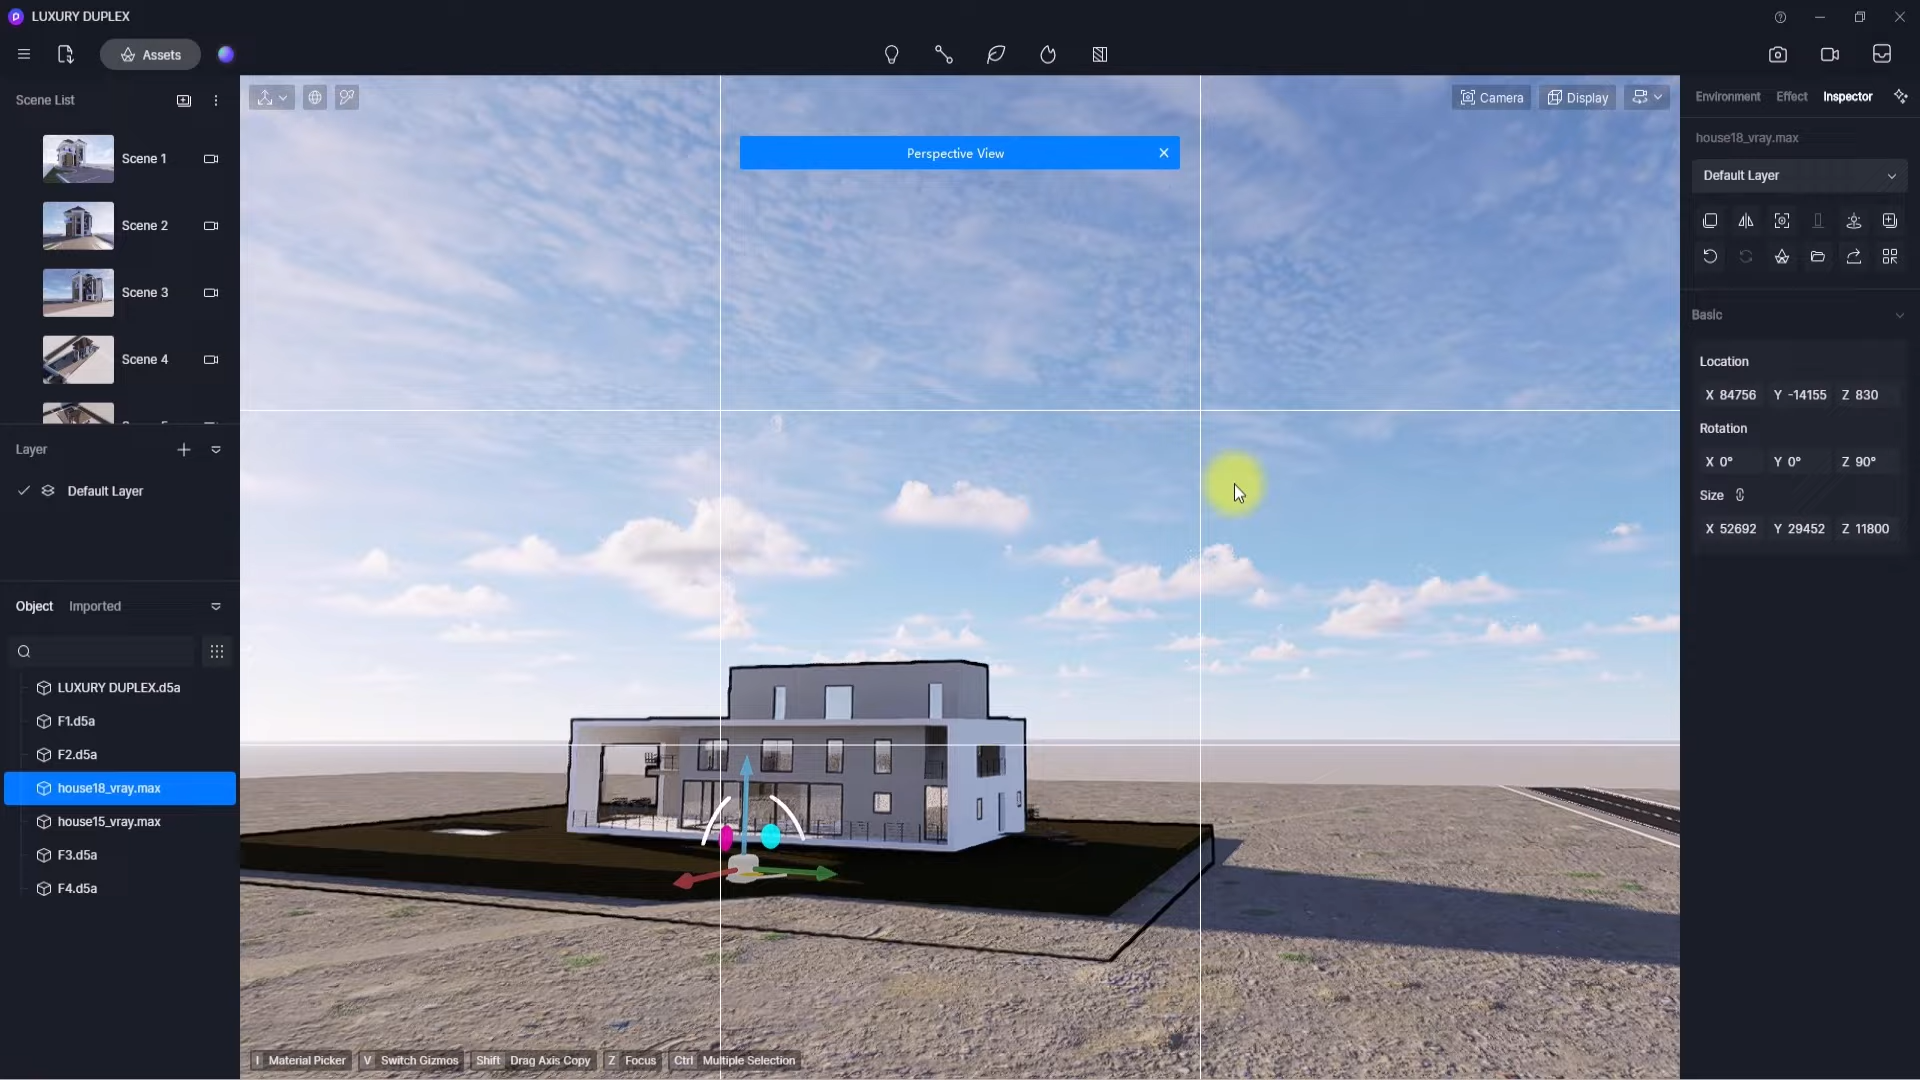 LUXURY DUPLEX
Assets
Scene List
Scene 1
Scene 2
Scene 3
Scene 4
Layer
Default Layer
Object Imported
LUXURY DUPLEX.d5a
F1.d5a
F2.d5a
house18_vray.max
house15_vray.max
F3.d5a
F4.d5a
Camera Display
Perspective View
I Material Picker V Switch Gizmos Shift Drag Axis Copy Z Focus Ctrl Multiple Selection
Environment Effect Inspector
house18_vray.max
Default Layer
Basic
Location
X 84756 Y -14155 Z 830
Rotation
X 0° Y 0° Z 90°
Size
X 52692 Y 29452 Z 11800